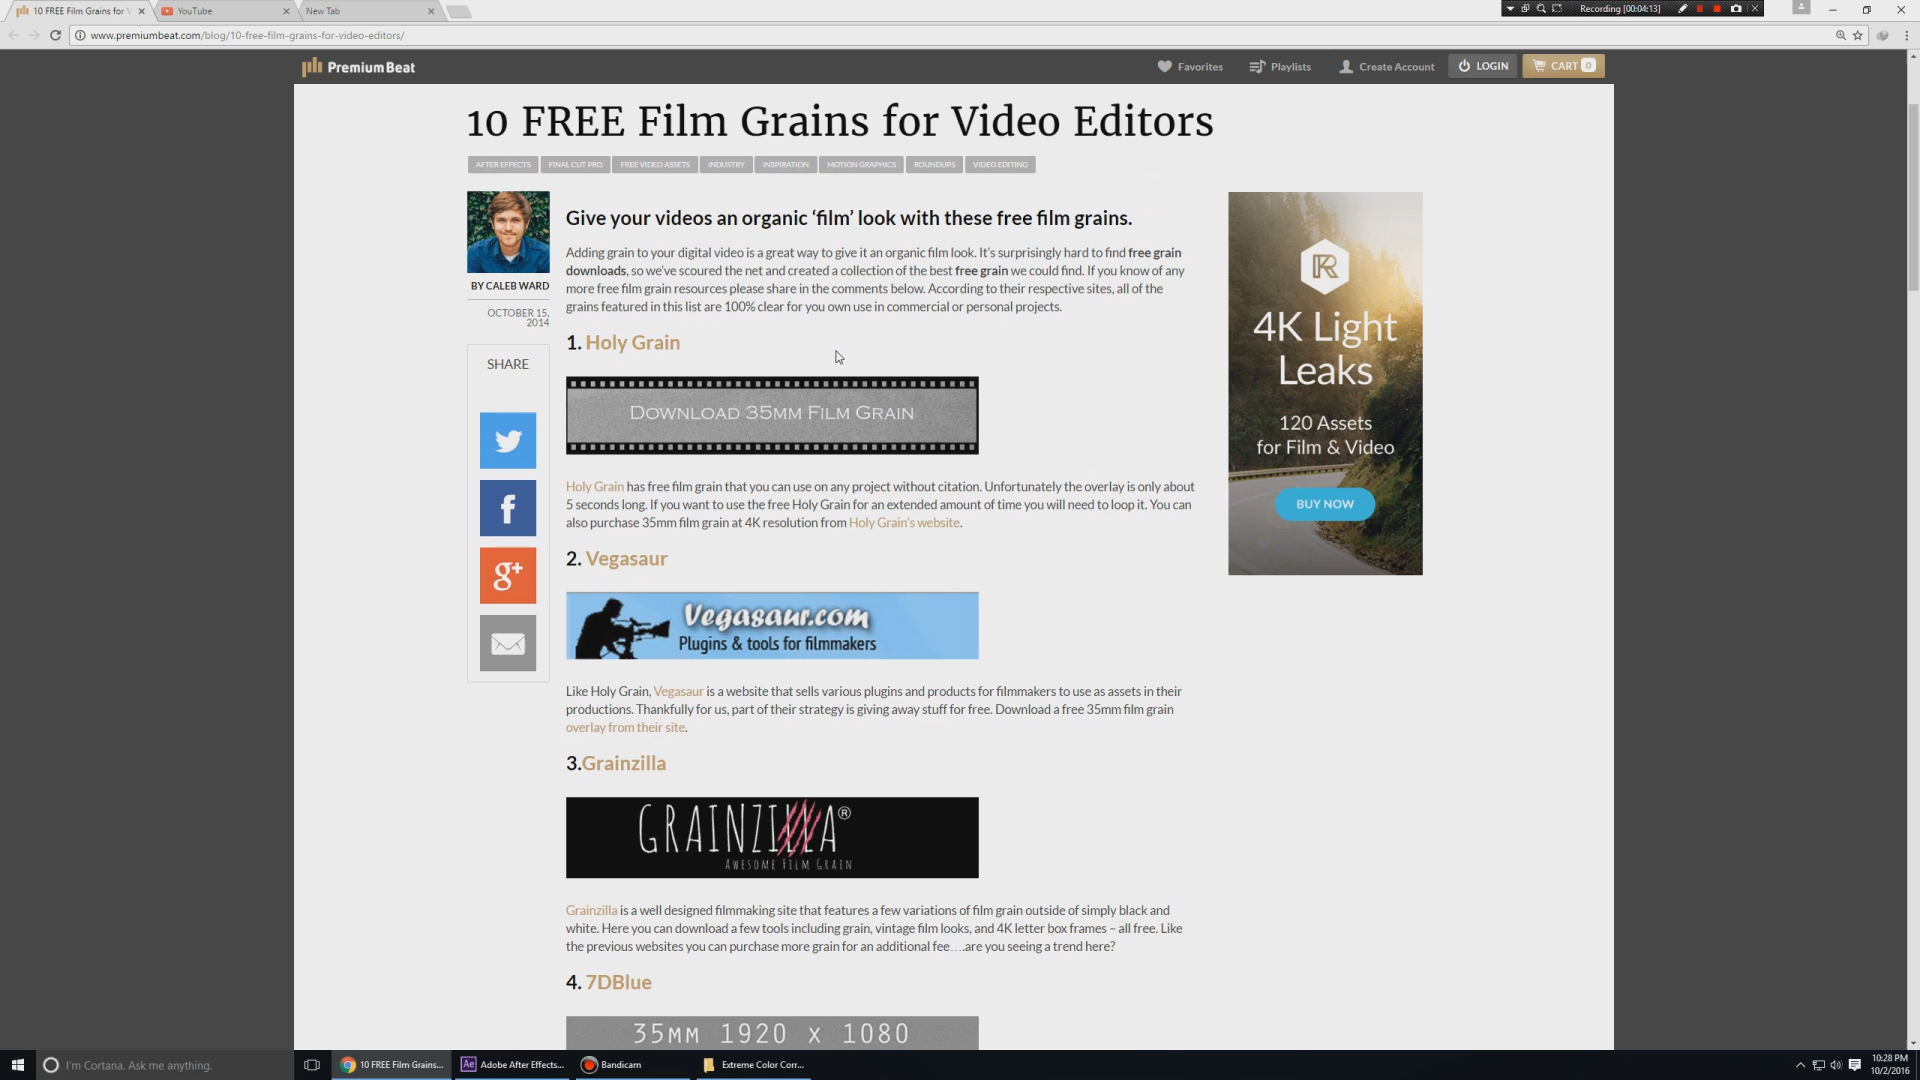 10 FREE Film Grains for
YouTube
New Tab
Recording [00:04:13]
www.premiumbeat.com/blog/10-free-film-grains-for-video-editors/
PremiumBeat
Favorites
Playlists
Create Account
LOGIN
CART 0
10 FREE Film Grains for Video Editors
AFTER EFFECTS FINAL CUT PRO FREE VIDEO ASSETS INDUSTRY INSPIRATION MOTION GRAPHICS ROUNDUPS VIDEO EDITING
BY CALEB WARD
OCTOBER 15,
2014
SHARE
Give your videos an organic ‘film’ look with these free film grains.
Adding grain to your digital video is a great way to give it an organic film look. It’s surprisingly hard to find free grain
downloads, so we’ve scoured the net and created a collection of the best free grain we could find. If you know of any
more free film grain resources please share in the comments below. According to their respective sites, all of the
grains featured in this list are 100% clear for you own use in commercial or personal projects.
1. Holy Grain
DOWNLOAD 35MM FILM GRAIN
Holy Grain has free film grain that you can use on any project without citation. Unfortunately the overlay is only about
5 seconds long. If you want to use the free Holy Grain for an extended amount of time you will need to loop it. You can
also purchase 35mm film grain at 4K resolution from Holy Grain’s website.
2. Vegasaur
Vegasaur.com
Plugins & tools for filmmakers
Like Holy Grain, Vegasaur is a website that sells various plugins and products for filmmakers to use as assets in their
productions. Thankfully for us, part of their strategy is giving away stuff for free. Download a free 35mm film grain
overlay from their site.
3.Grainzilla
GRAINZILLA®
AWESOME FILM GRAIN
Grainzilla is a well designed filmmaking site that features a few variations of film grain outside of simply black and
white. Here you can download a few tools including grain, vintage film looks, and 4K letter box frames – all free. Like
the previous websites you can purchase more grain for an additional fee….are you seeing a trend here?
4. 7DBlue
35MM 1920 X 1080
4K Light
Leaks
120 Assets
for Film & Video
BUY NOW
I'm Cortana. Ask me anything.
10 FREE Film Grains...
Adobe After Effects...
Bandicam
Extreme Color Corr...
10:28 PM
10/2/2016